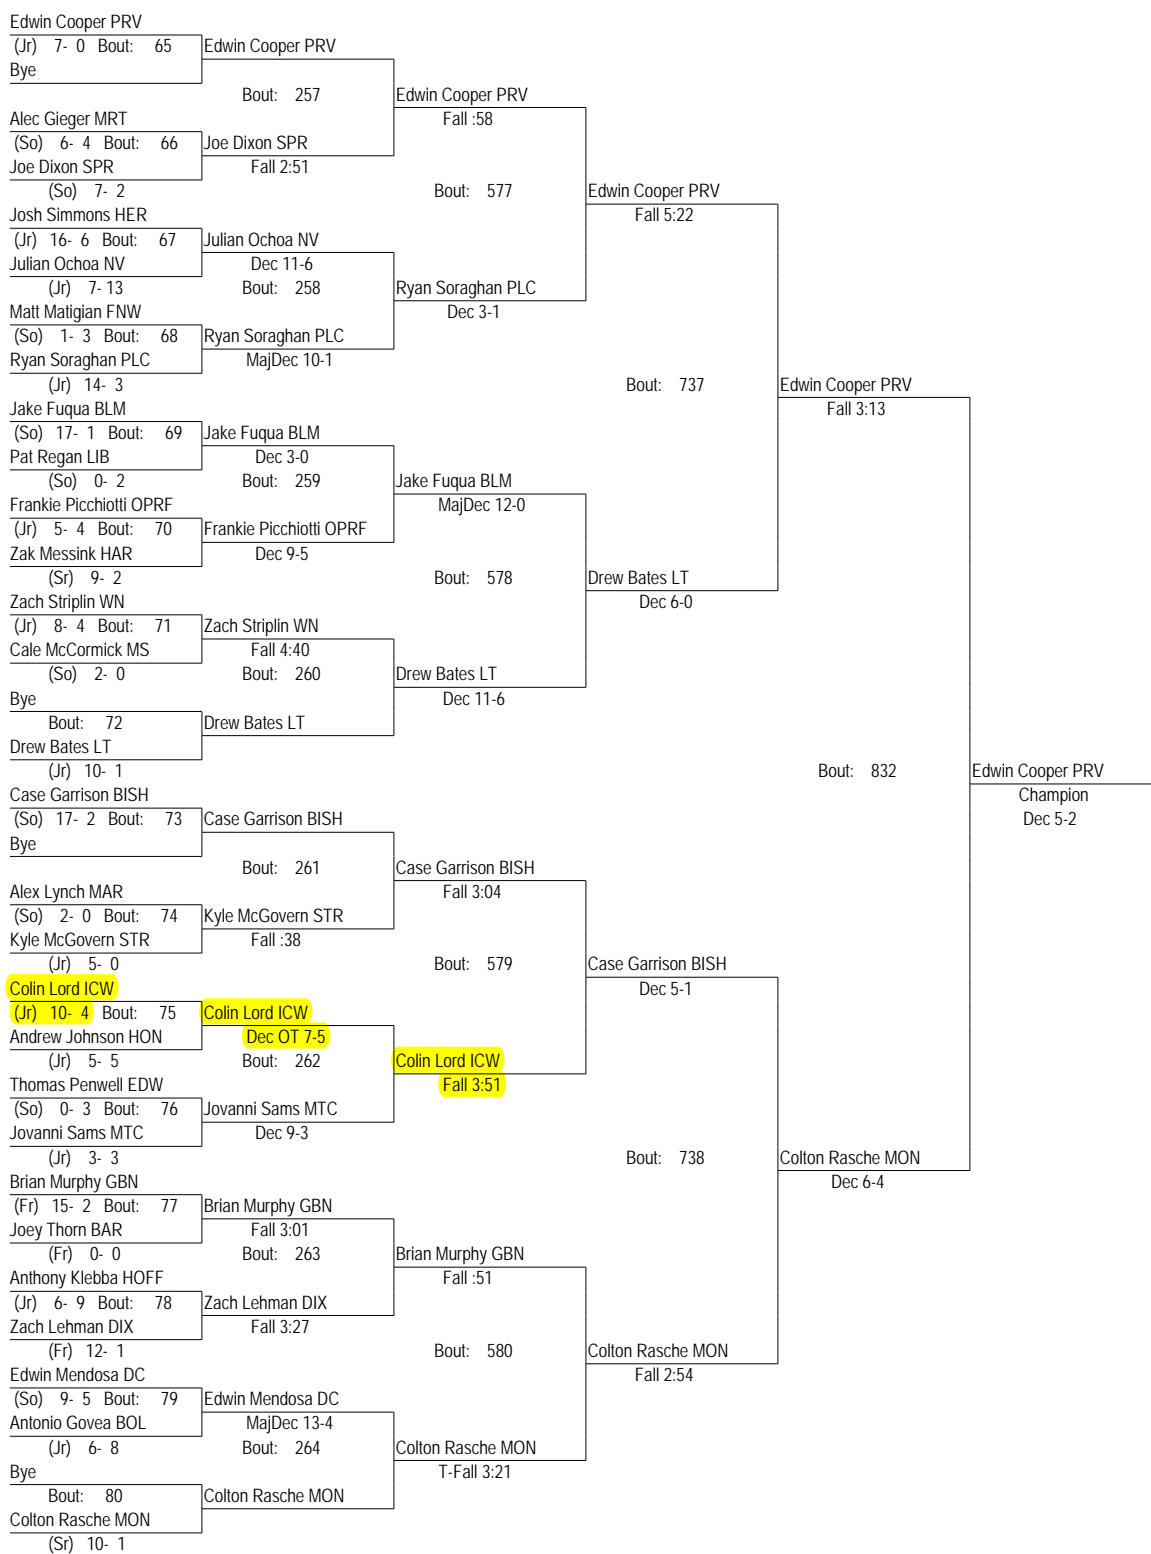 Edwin Cooper PRV
(Jr) 7- 0 Bout: 65 Edwin Cooper PRV
Bye
Bout: 257 Edwin Cooper PRV
Alec Gieger MRT Fall :58
(So) 6- 4 Bout: 66 Joe Dixon SPR
Joe Dixon SPR Fall 2:51
(So) 7- 2 Bout: 577 Edwin Cooper PRV
Josh Simmons HER Fall 5:22
(Jr) 16- 6 Bout: 67 Julian Ochoa NV
Julian Ochoa NV Dec 11-6
(Jr) 7- 13 Bout: 258 Ryan Soraghan PLC
Matt Matigian FNW Dec 3-1
(So) 1- 3 Bout: 68 Ryan Soraghan PLC
Ryan Soraghan PLC MajDec 10-1
(Jr) 14- 3 Bout: 737 Edwin Cooper PRV
Jake Fuqua BLM Fall 3:13
(So) 17- 1 Bout: 69 Jake Fuqua BLM
Pat Regan LIB Dec 3-0
(So) 0- 2 Bout: 259 Jake Fuqua BLM
Frankie Picchiotti OPRF MajDec 12-0
(Jr) 5- 4 Bout: 70 Frankie Picchiotti OPRF
Zak Messink HAR Dec 9-5
(Sr) 9- 2 Bout: 578 Drew Bates LT
Zach Striplin WN Dec 6-0
(Jr) 8- 4 Bout: 71 Zach Striplin WN
Cale McCormick MS Fall 4:40
(So) 2- 0 Bout: 260 Drew Bates LT
Bye Dec 11-6
Bout: 72 Drew Bates LT
Drew Bates LT
(Jr) 10- 1 Bout: 832 Edwin Cooper PRV
Case Garrison BISH Champion
(So) 17- 2 Bout: 73 Case Garrison BISH Dec 5-2
Bye
Bout: 261 Case Garrison BISH
Alex Lynch MAR Fall 3:04
(So) 2- 0 Bout: 74 Kyle McGovern STR
Kyle McGovern STR Fall :38
(Jr) 5- 0 Bout: 579 Case Garrison BISH
Colin Lord ICW Dec 5-1
(Jr) 10- 4 Bout: 75 Colin Lord ICW
Andrew Johnson HON Dec OT 7-5
(Jr) 5- 5 Bout: 262 Colin Lord ICW
Thomas Penwell EDW Fall 3:51
(So) 0- 3 Bout: 76 Jovanni Sams MTC
Jovanni Sams MTC Dec 9-3
(Jr) 3- 3 Bout: 738 Colton Rasche MON
Brian Murphy GBN Dec 6-4
(Fr) 15- 2 Bout: 77 Brian Murphy GBN
Joey Thorn BAR Fall 3:01
(Fr) 0- 0 Bout: 263 Brian Murphy GBN
Anthony Klebba HOFF Fall :51
(Jr) 6- 9 Bout: 78 Zach Lehman DIX
Zach Lehman DIX Fall 3:27
(Fr) 12- 1 Bout: 580 Colton Rasche MON
Edwin Mendosa DC Fall 2:54
(So) 9- 5 Bout: 79 Edwin Mendosa DC
Antonio Govea BOL MajDec 13-4
(Jr) 6- 8 Bout: 264 Colton Rasche MON
Bye T-Fall 3:21
Bout: 80 Colton Rasche MON
Colton Rasche MON
(Sr) 10- 1